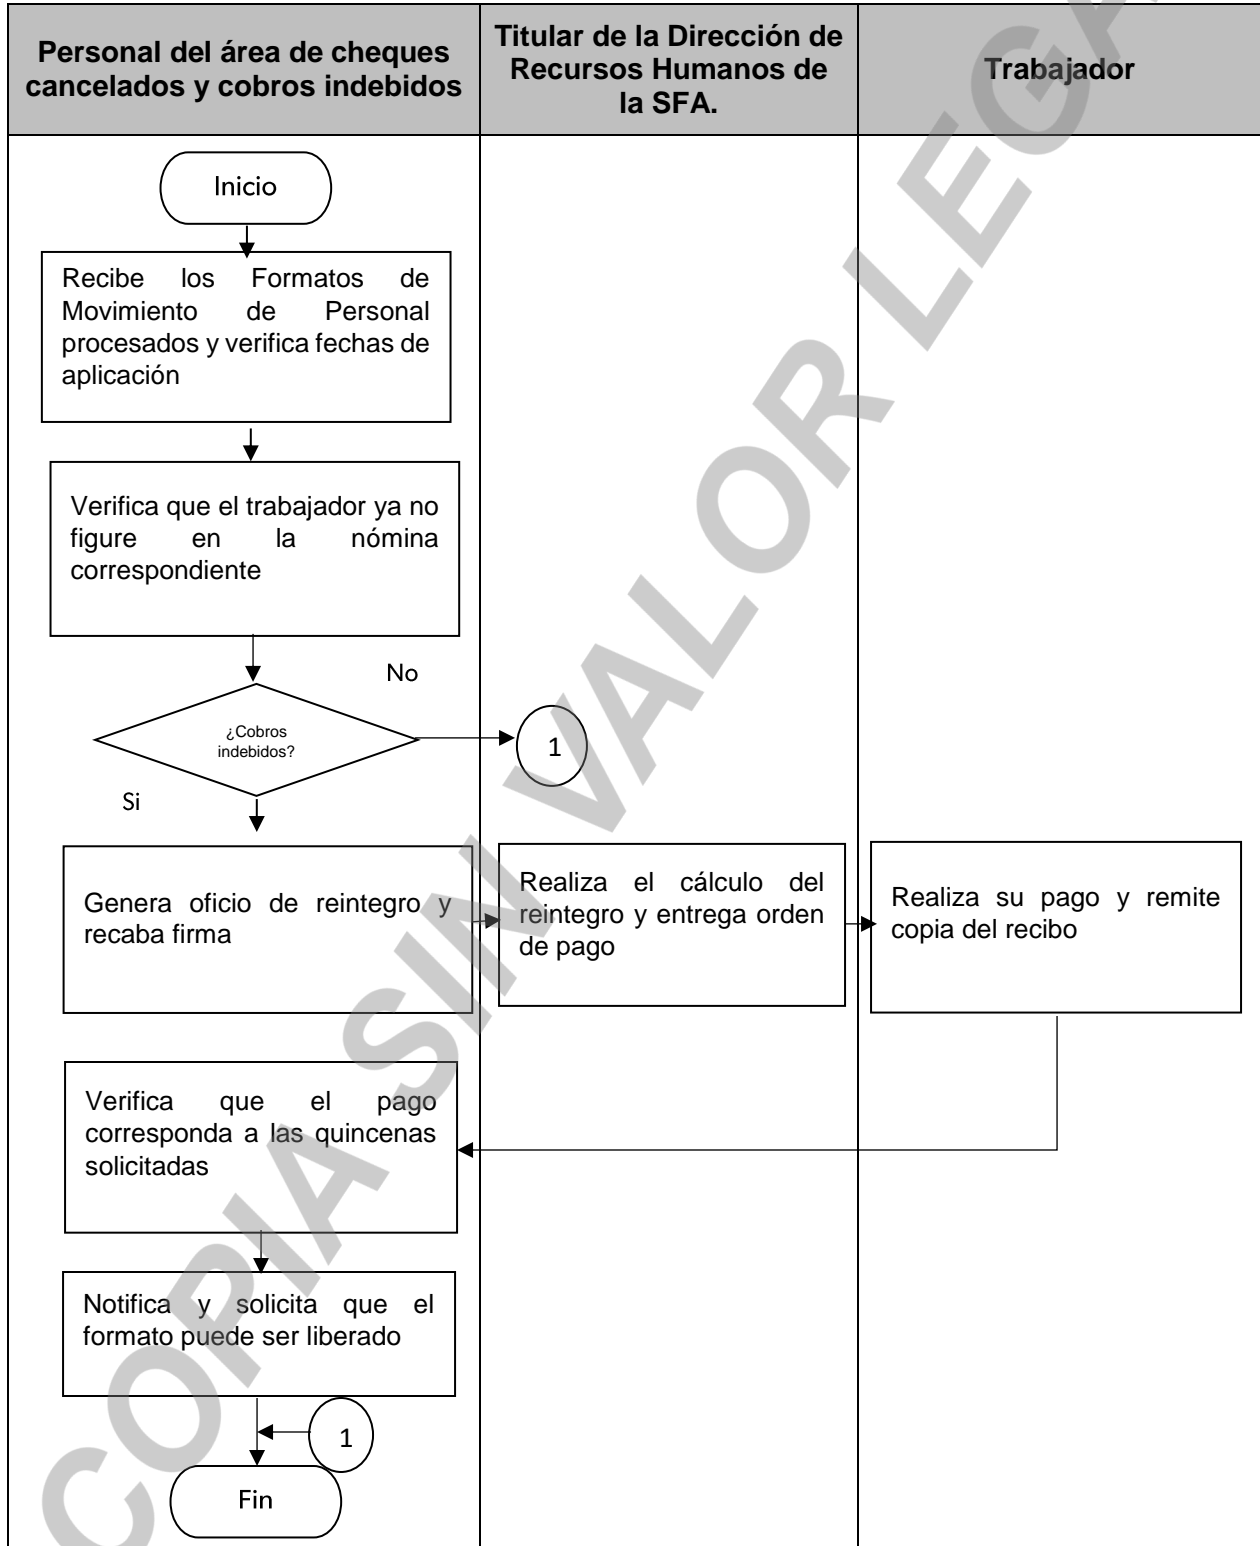 Personal del área de cheques
cancelados y cobros indebidos
Titular de la Dirección de
Recursos Humanos de
la SFA.
Trabajador
Inicio
Recibe los Formatos de
Movimiento de Personal
procesados y verifica fechas de
aplicación
Verifica que el trabajador ya no
figure en la nómina
correspondiente
No
¿Cobros
indebidos?
1
Si
Genera oficio de reintegro y
recaba firma
Realiza el cálculo del
reintegro y entrega orden
de pago
Realiza su pago y remite
copia del recibo
Verifica que el pago
corresponda a las quincenas
solicitadas
Notifica y solicita que el
formato puede ser liberado
1
Fin
COPIA SIN VALOR LEGA